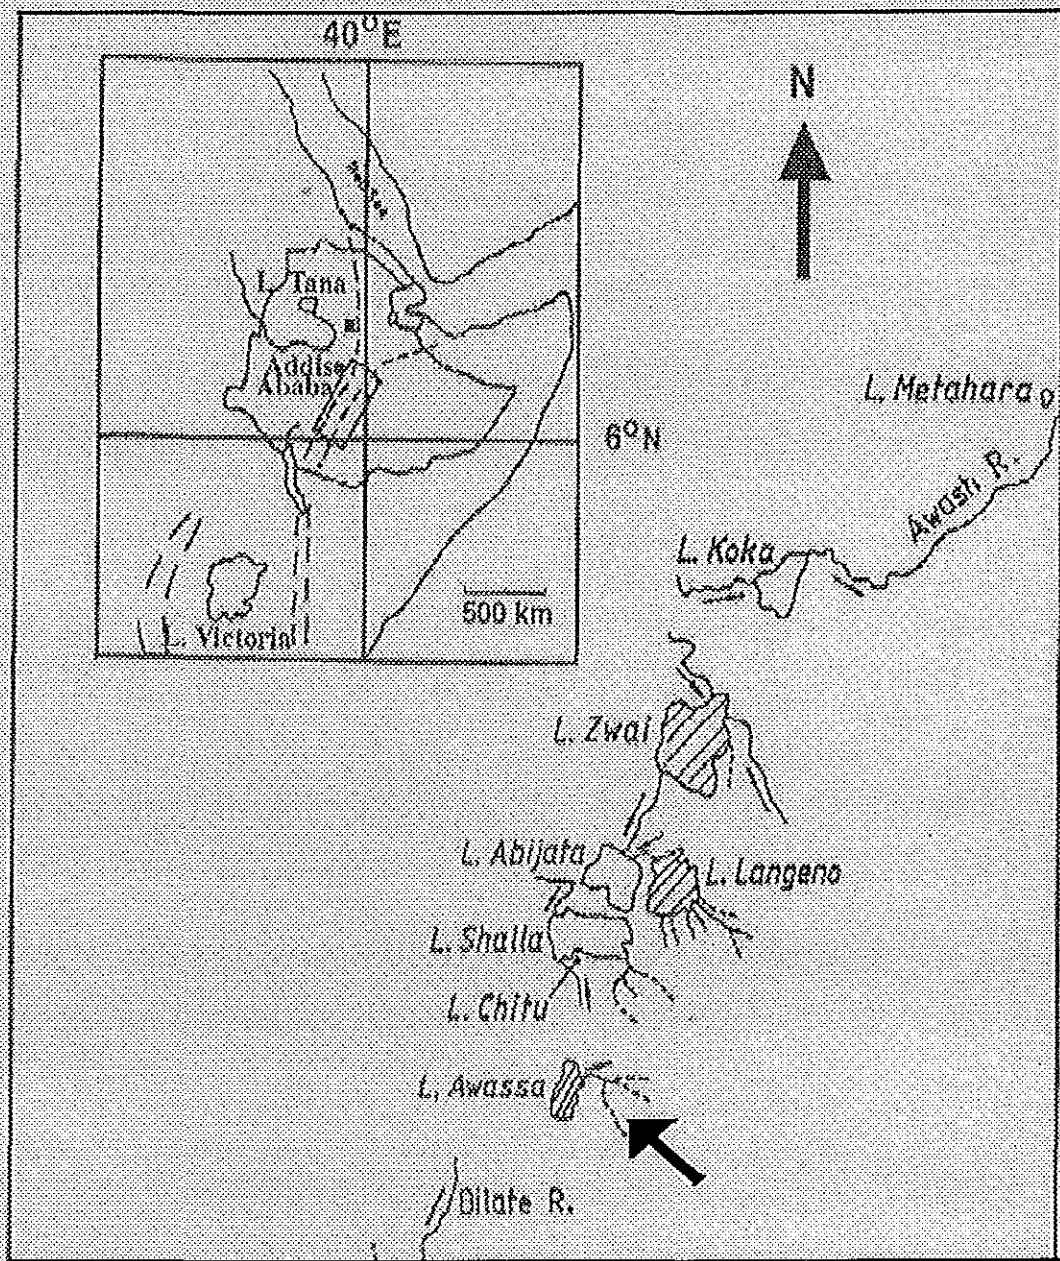 40°E
N
L. Tana
Addis
Ababa
6°N
500 km
L. Victoria
L. Metahara
Awash R.
L. Koka
L. Zwai
L. Abijata
L. Langeno
L. Shalla
L. Chitu
L. Awassa
Dilate R.